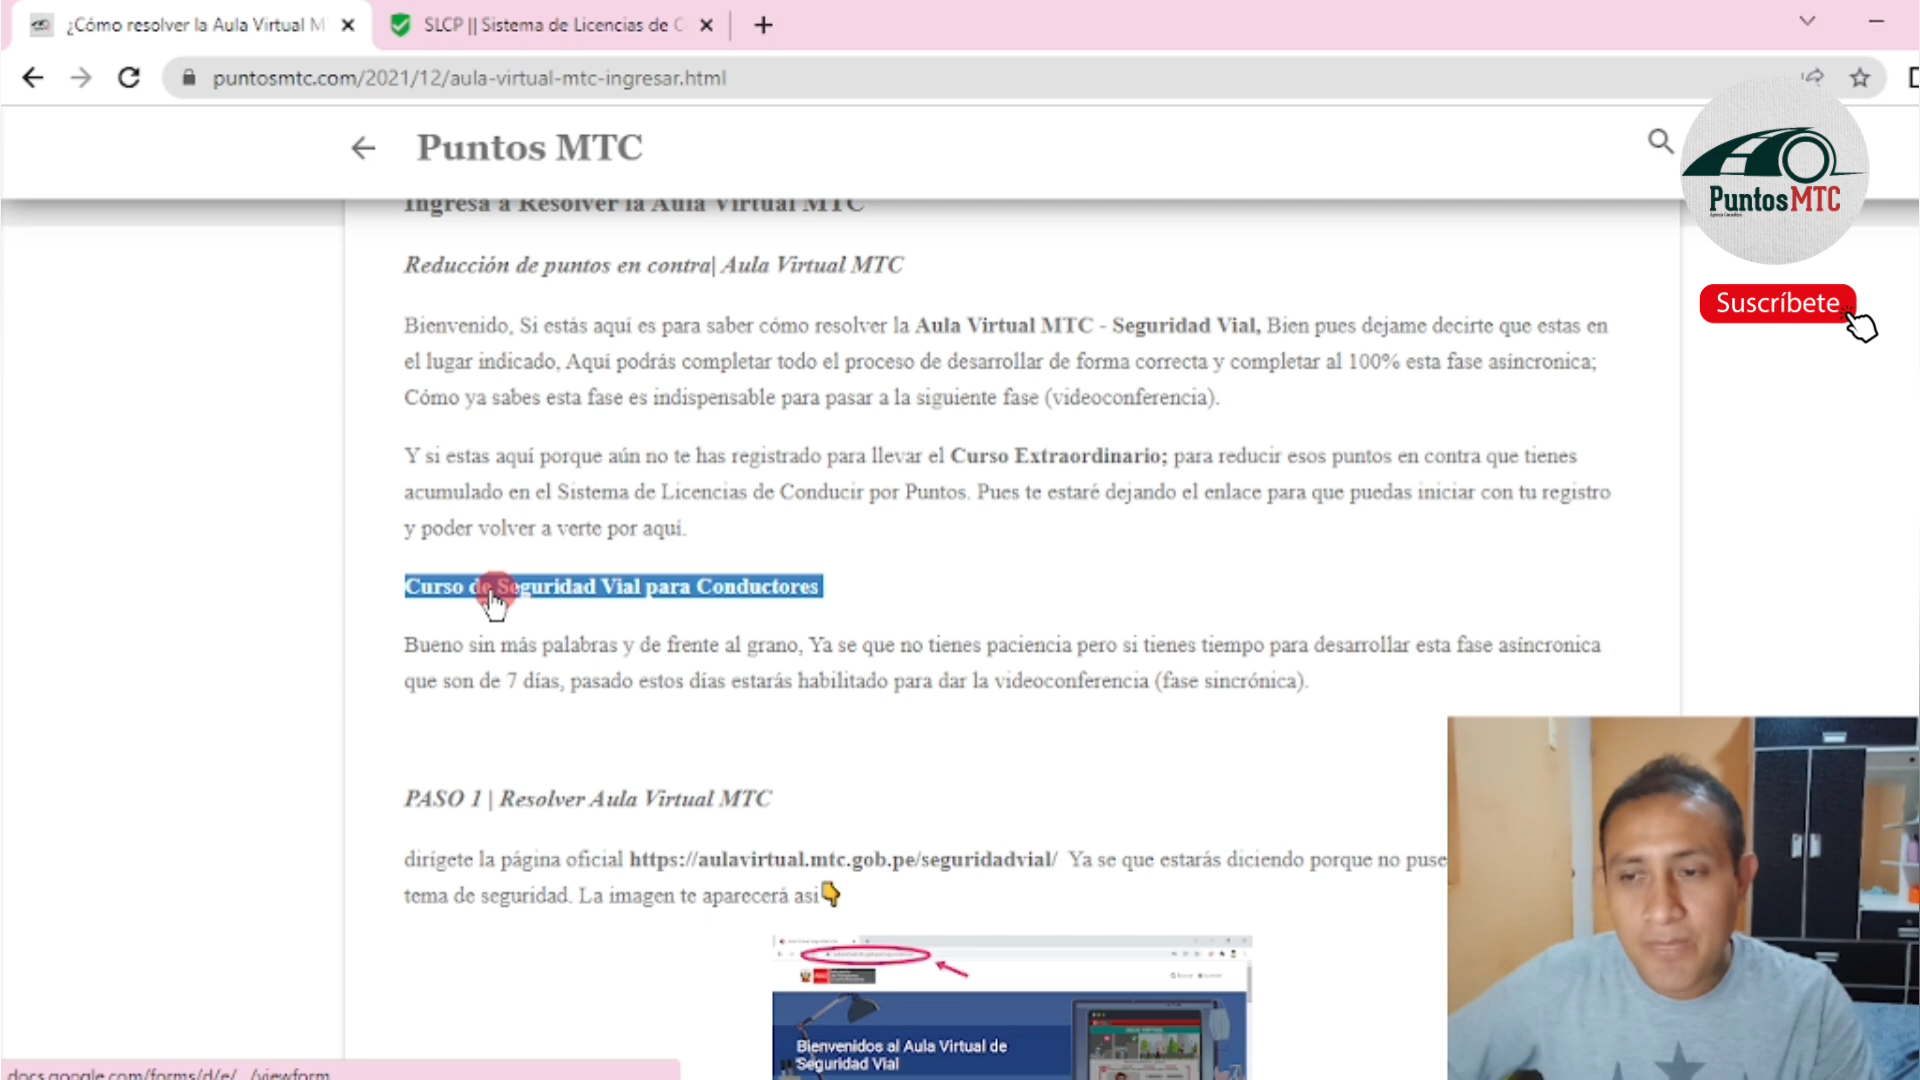 ¿Cómo resolver la Aula Virtual M
SLCP || Sistema de Licencias de C
puntosmtc.com/2021/12/aula-virtual-mtc-ingresar.html
Puntos MTC
PuntosMTC
Suscríbete
Ingresa a Resolver la Aula Virtual MTC
Reducción de puntos en contra| Aula Virtual MTC
Bienvenido, Si estás aquí es para saber cómo resolver la Aula Virtual MTC - Seguridad Vial, Bien pues dejame decirte que estas en
el lugar indicado, Aquí podrás completar todo el proceso de desarrollar de forma correcta y completar al 100% esta fase asíncronica;
Cómo ya sabes esta fase es indispensable para pasar a la siguiente fase (videoconferencia).
Y si estas aquí porque aún no te has registrado para llevar el Curso Extraordinario; para reducir esos puntos en contra que tienes
acumulado en el Sistema de Licencias de Conducir por Puntos. Pues te estaré dejando el enlace para que puedas iniciar con tu registro
y poder volver a verte por aquí.
Curso de Seguridad Vial para Conductores
Bueno sin más palabras y de frente al grano, Ya se que no tienes paciencia pero si tienes tiempo para desarrollar esta fase asíncronica
que son de 7 días, pasado estos días estarás habilitado para dar la videoconferencia (fase sincrónica).
PASO 1 | Resolver Aula Virtual MTC
dirígete la página oficial https://aulavirtual.mtc.gob.pe/seguridadvial/ Ya se que estarás diciendo porque no puse
tema de seguridad. La imagen te aparecerá asi
Bienvenidos al Aula Virtual de
Seguridad Vial
docs.google.com/forms/d/e/.../viewform